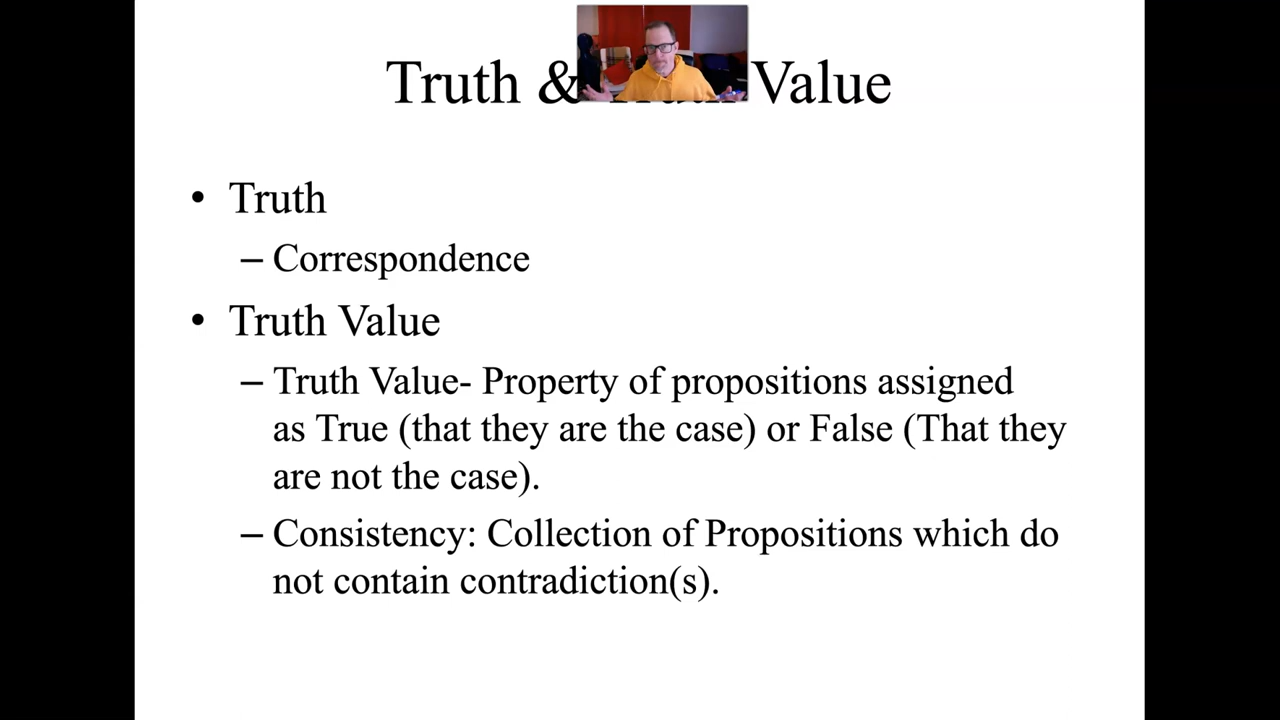 Truth & Value
• Truth
– Correspondence
• Truth Value
– Truth Value- Property of propositions assigned
as True (that they are the case) or False (That they
are not the case).
– Consistency: Collection of Propositions which do
not contain contradiction(s).